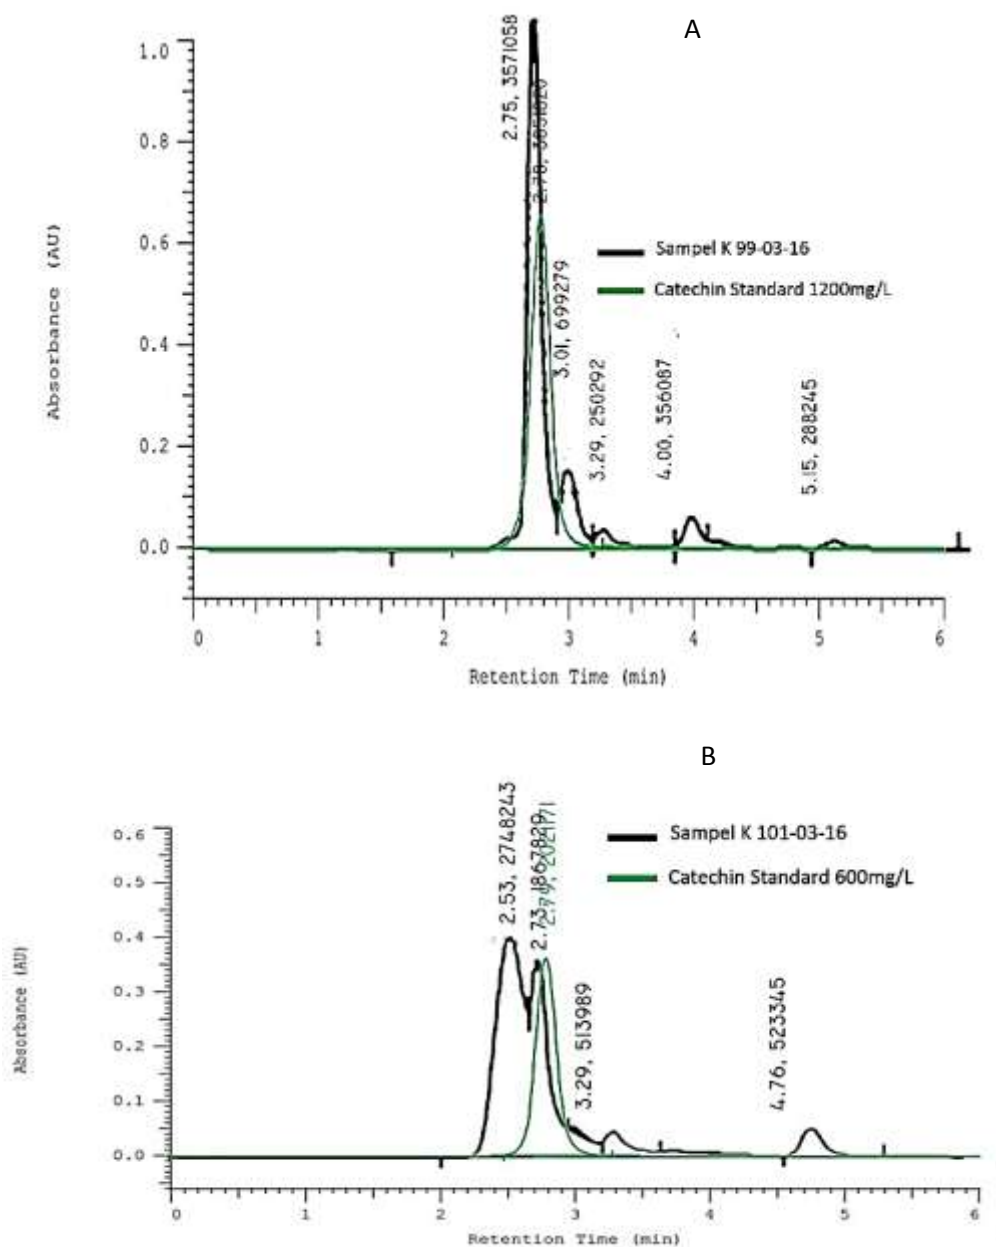 A
1.0
0.8
0.6
0.4
0.2
0.0
Absorbance (AU)
2.75, 3571058
3.01, 699279
3.29, 250292
4.00, 356087
5.15, 288245
Sampel K 99-03-16
Catechin Standard 1200mg/L
0 1 2 3 4 5 6
Retention Time (min)
B
0.6
0.5
0.4
0.3
0.2
0.1
0.0
Absorbance (AU)
2.53, 2748243
2.73, 1867829
3.29, 513989
4.76, 523345
Sampel K 101-03-16
Catechin Standard 600mg/L
0 1 2 3 4 5 6
Retention Time (min)